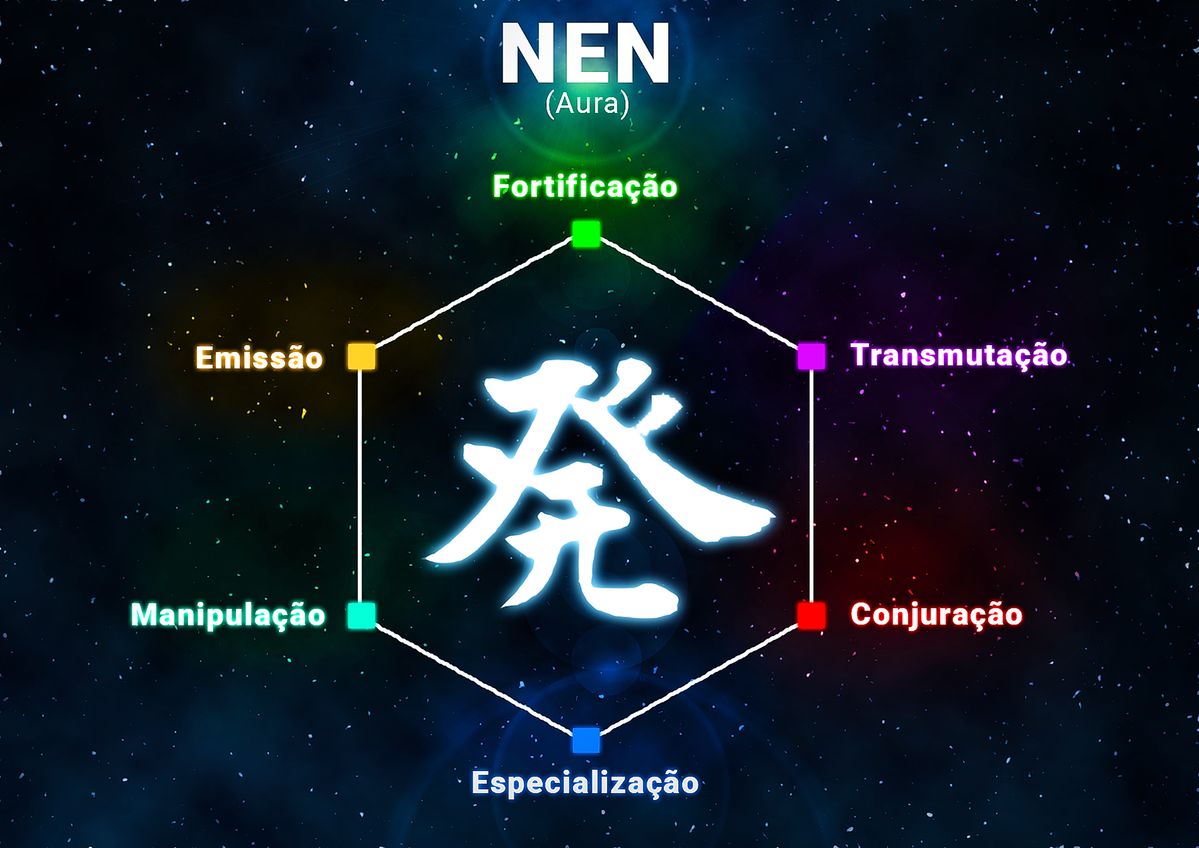 NEN
(Aura)
Fortificação
Emissão
Transmutação
発
Manipulação
Conjuração
Especialização